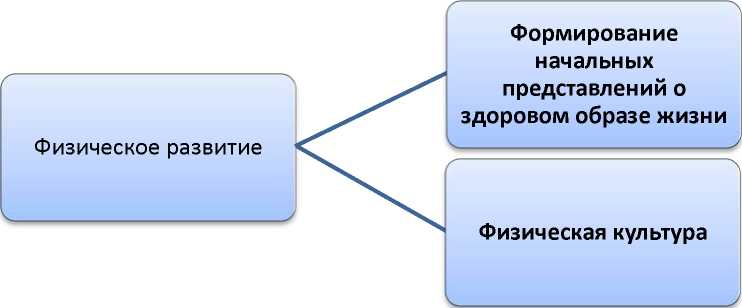 Физическое развитие
Формирование
начальных
представлений о
здоровом образе жизни
Физическая культура